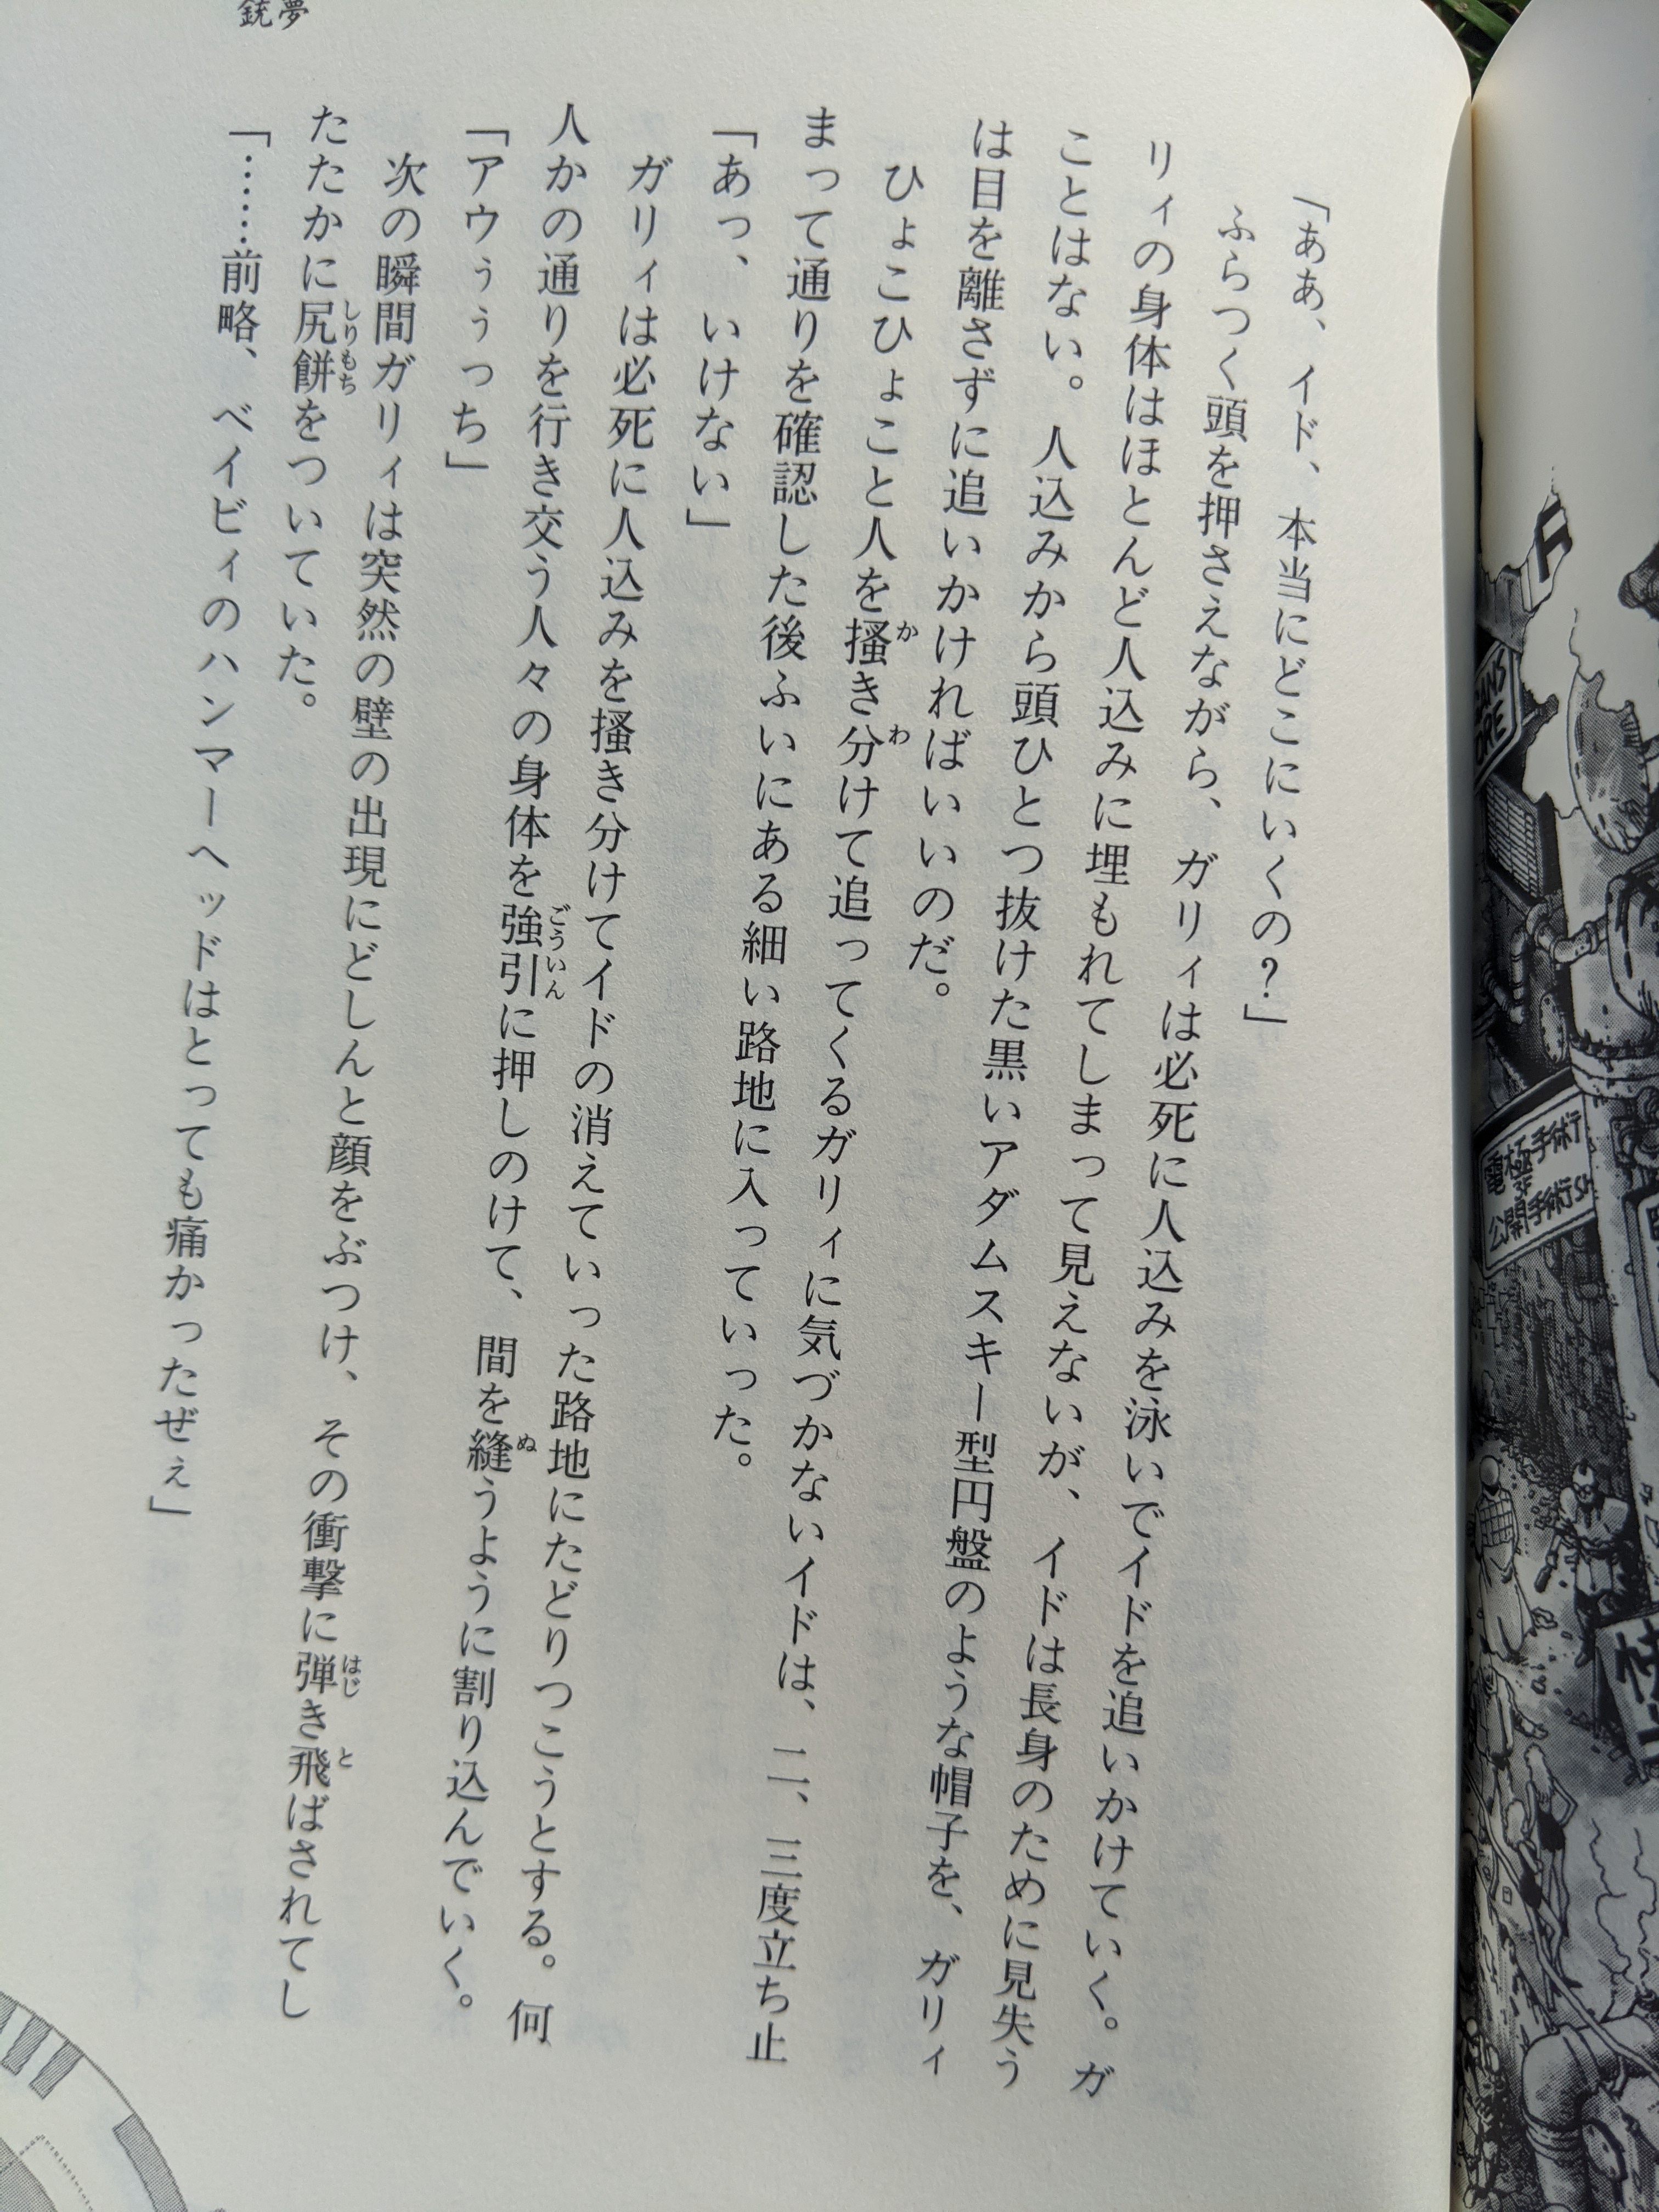 銃夢
「ああ、イド、本当にどこにいくの?」
ふらつく頭を押さえながら、ガリィは必死に人込みを泳いでイドを追いかけていく。ガ
リィの身体はほとんど人込みに埋もれてしまって見えないが、イドは長身のために見失う
ことはない。人込みから頭ひとつ抜けた黒いアダムスキー型円盤のような帽子を、ガリィ
は目を離さずに追いかければいいのだ。
ひょこひょこと人を掻き分けて追ってくるガリィに気づかないイドは、二、三度立ち止
まって通りを確認した後ふいにある細い路地に入っていった。
「あっ、いけない」
ガリィは必死に人込みを掻き分けてイドの消えていった路地にたどりつこうとする。何
人かの通りを行き交う人々の身体を強引に押しのけて、間を縫うように割り込んでいく。
「アウぅぅっち」
次の瞬間ガリィは突然の壁の出現にどしんと顔をぶつけ、その衝撃に弾き飛ばされてし
たたかに尻餅をついていた。
「……前略、ベイビィのハンマーヘッドはとっても痛かったぜぇ」
電極手術行
3F
公開手術行SH